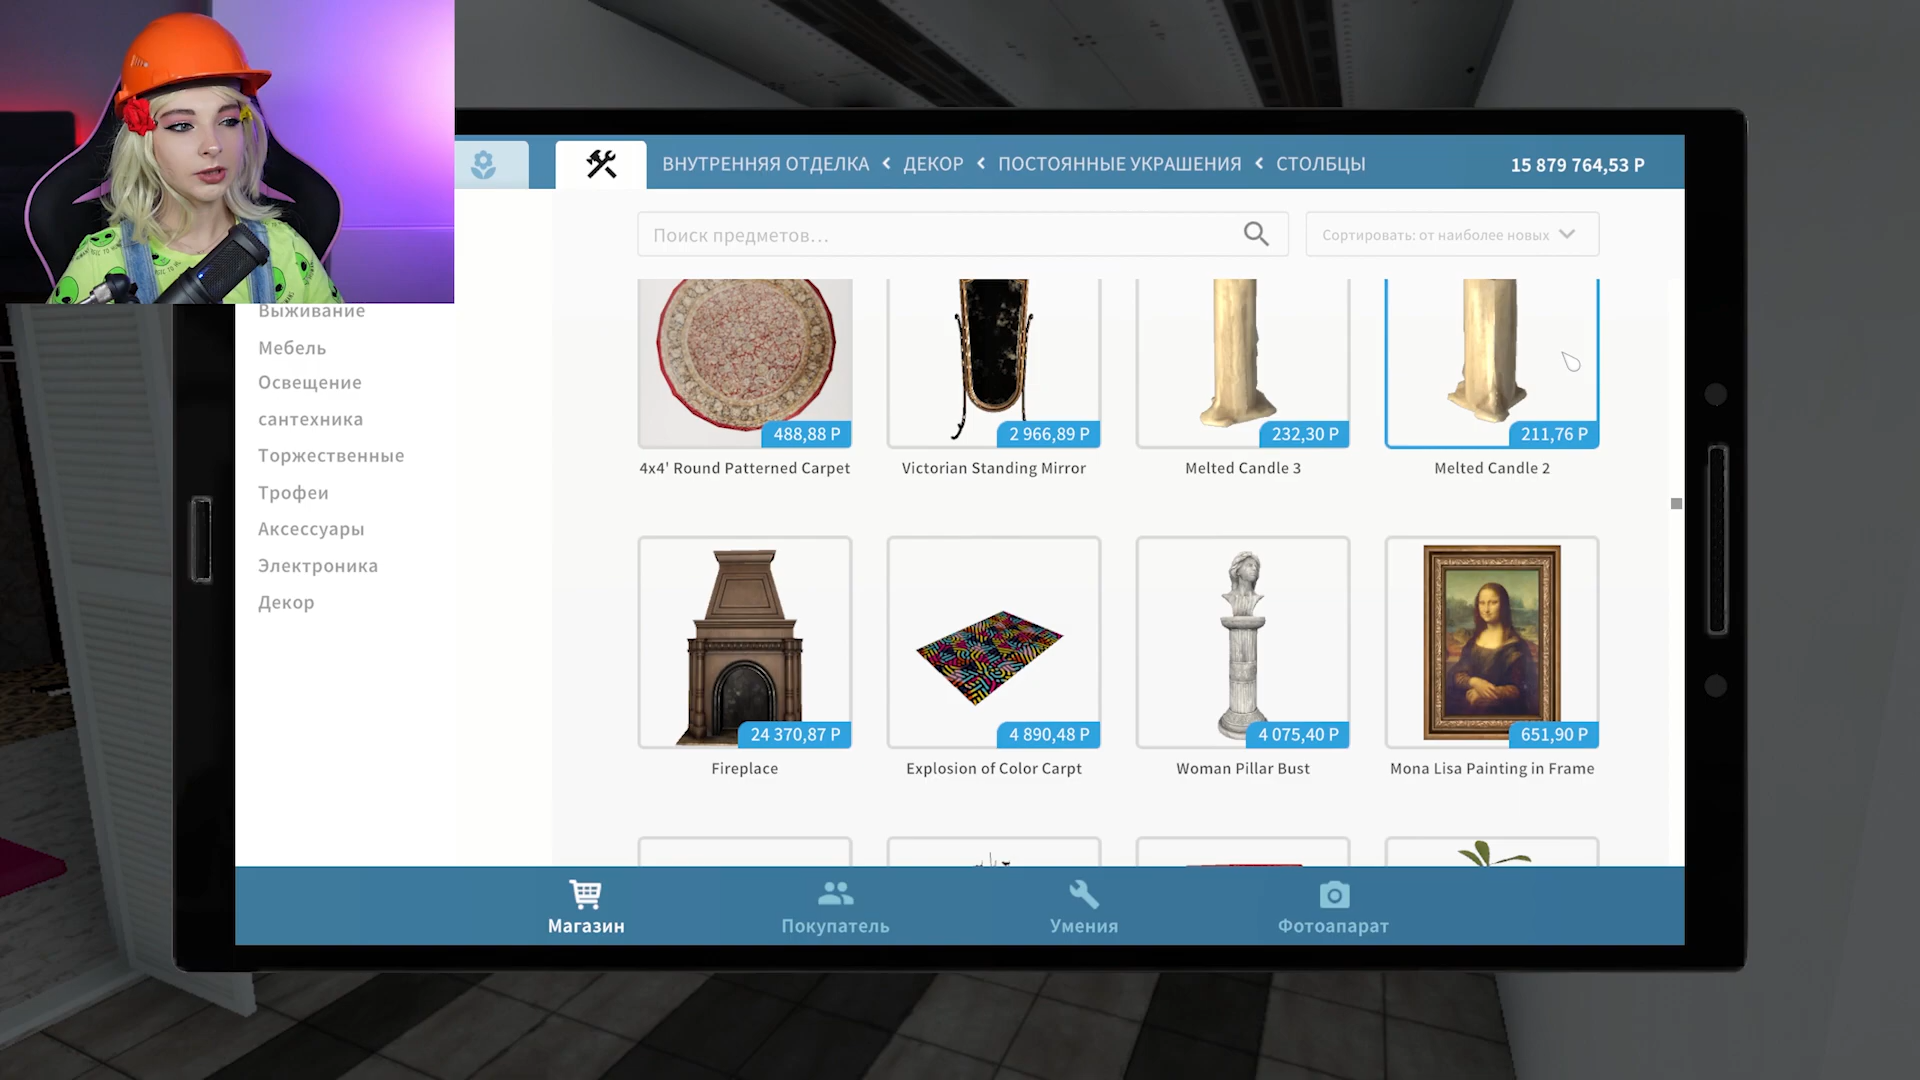 ВНУТРЕННЯЯ ОТДЕЛКА < ДЕКОР < ПОСТОЯННЫЕ УКРАШЕНИЯ < СТОЛБЦЫ
15 879 764,53 Р
Поиск предметов...
Сортировать: от наиболее новых
Выживание
Мебель
Освещение
сантехника
Торжественные
Трофеи
Аксессуары
Электроника
Декор
488,88 Р
2 966,89 Р
232,30 Р
211,76 Р
4x4' Round Patterned Carpet
Victorian Standing Mirror
Melted Candle 3
Melted Candle 2
24 370,87 Р
4 890,48 Р
4 075,40 Р
651,90 Р
Fireplace
Explosion of Color Carpt
Woman Pillar Bust
Mona Lisa Painting in Frame
Магазин
Покупатель
Умения
Фотоаппарат